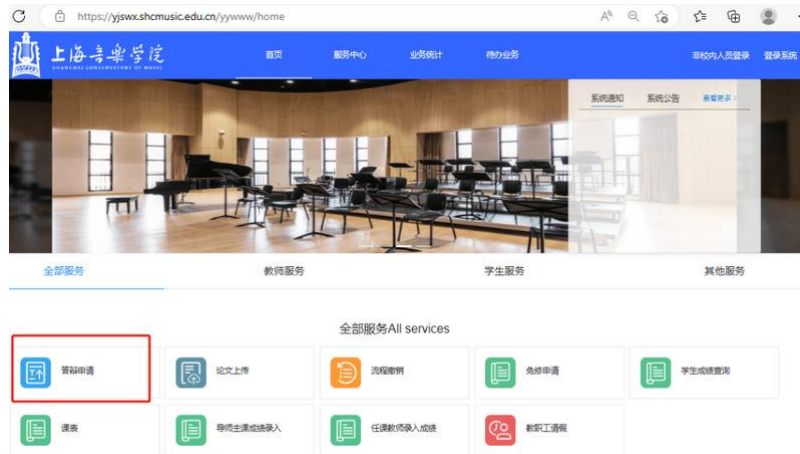 https://yjswx.shcmusic.edu.cn/yywww/home
上海音乐学院
SHANGHAI CONSERVATORY OF MUSIC
首页 服务中心 业务统计 待办业务 非校内人员登录 登录系统
系统通知 系统公告 查看更多>
全部服务 教师服务 学生服务 其他服务
全部服务All services
答辩申请 论文上传 流程撤销 免修申请 学生成绩查询
课表 导师主课成绩录入 任课教师录入成绩 教职工请假